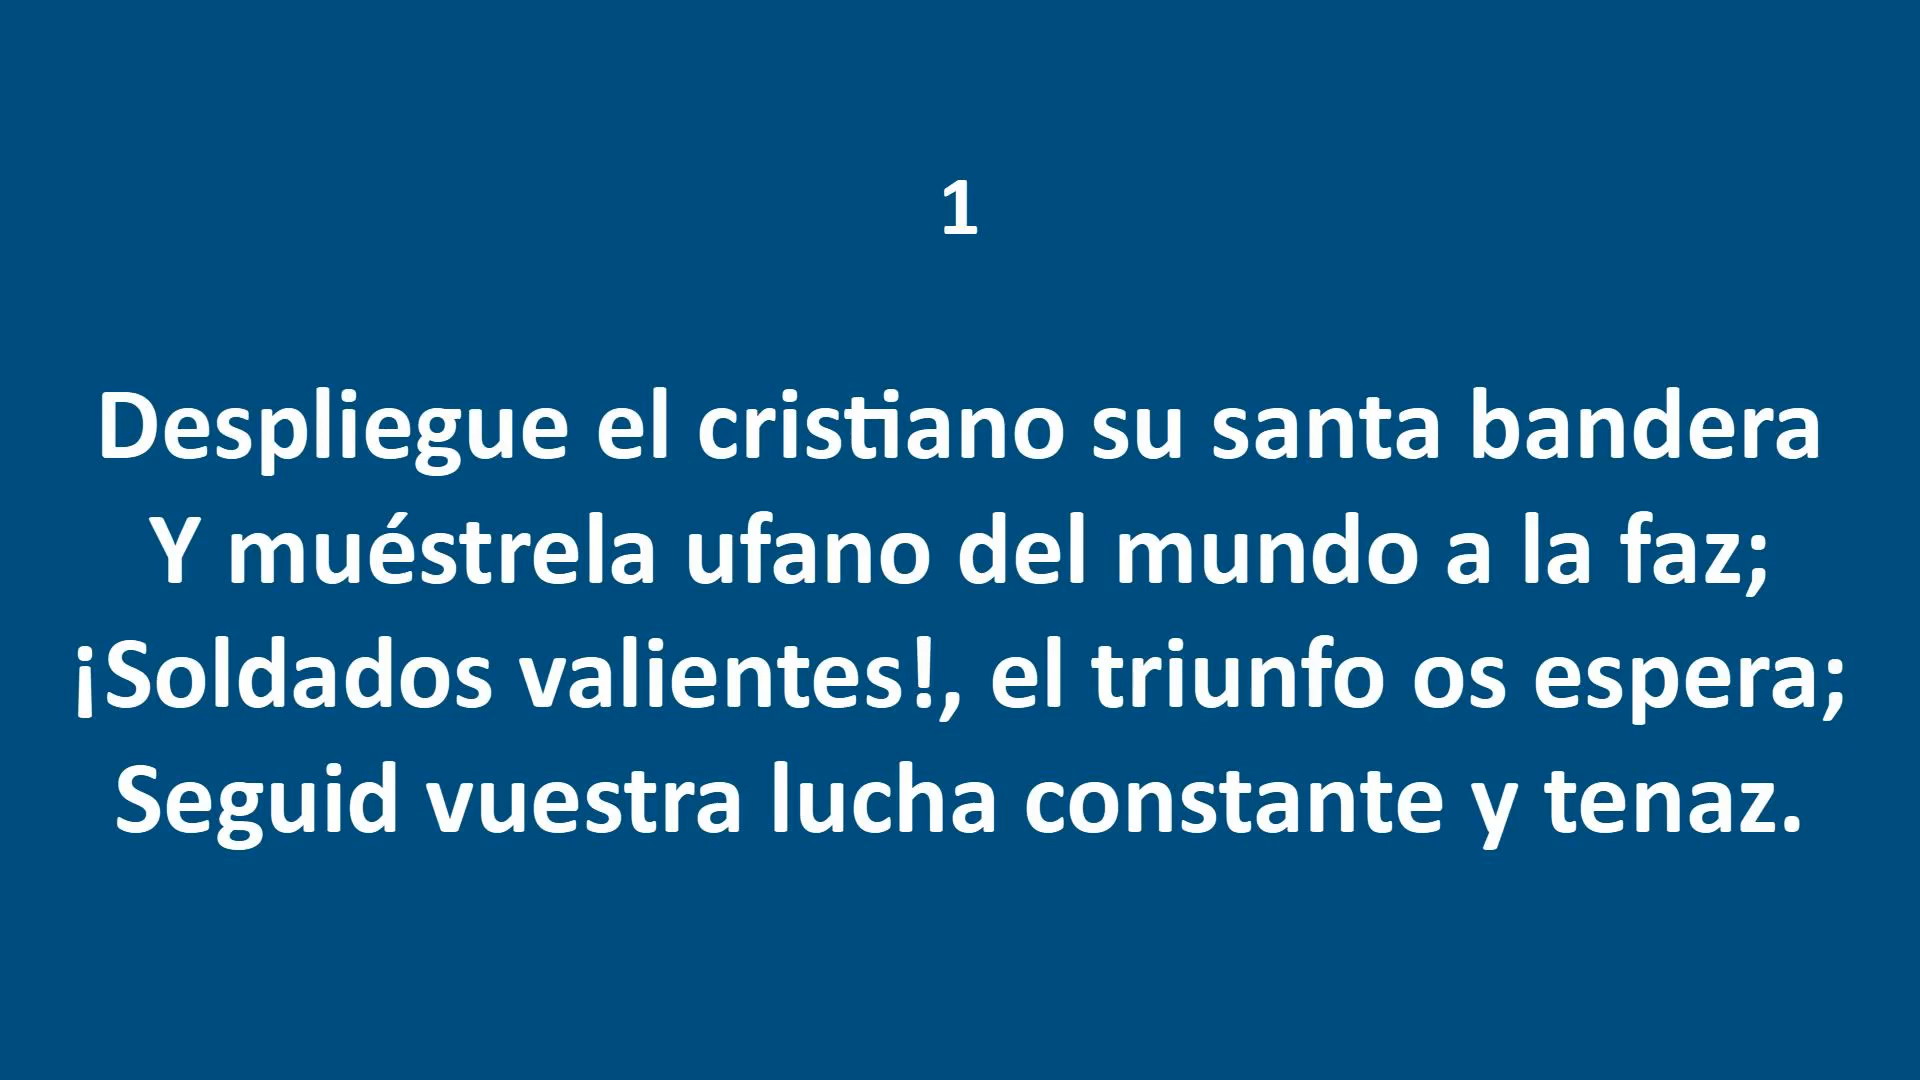 1
Despliegue el cristiano su santa bandera
Y muéstrela ufano del mundo a la faz;
¡Soldados valientes!, el triunfo os espera;
Seguid vuestra lucha constante y tenaz.